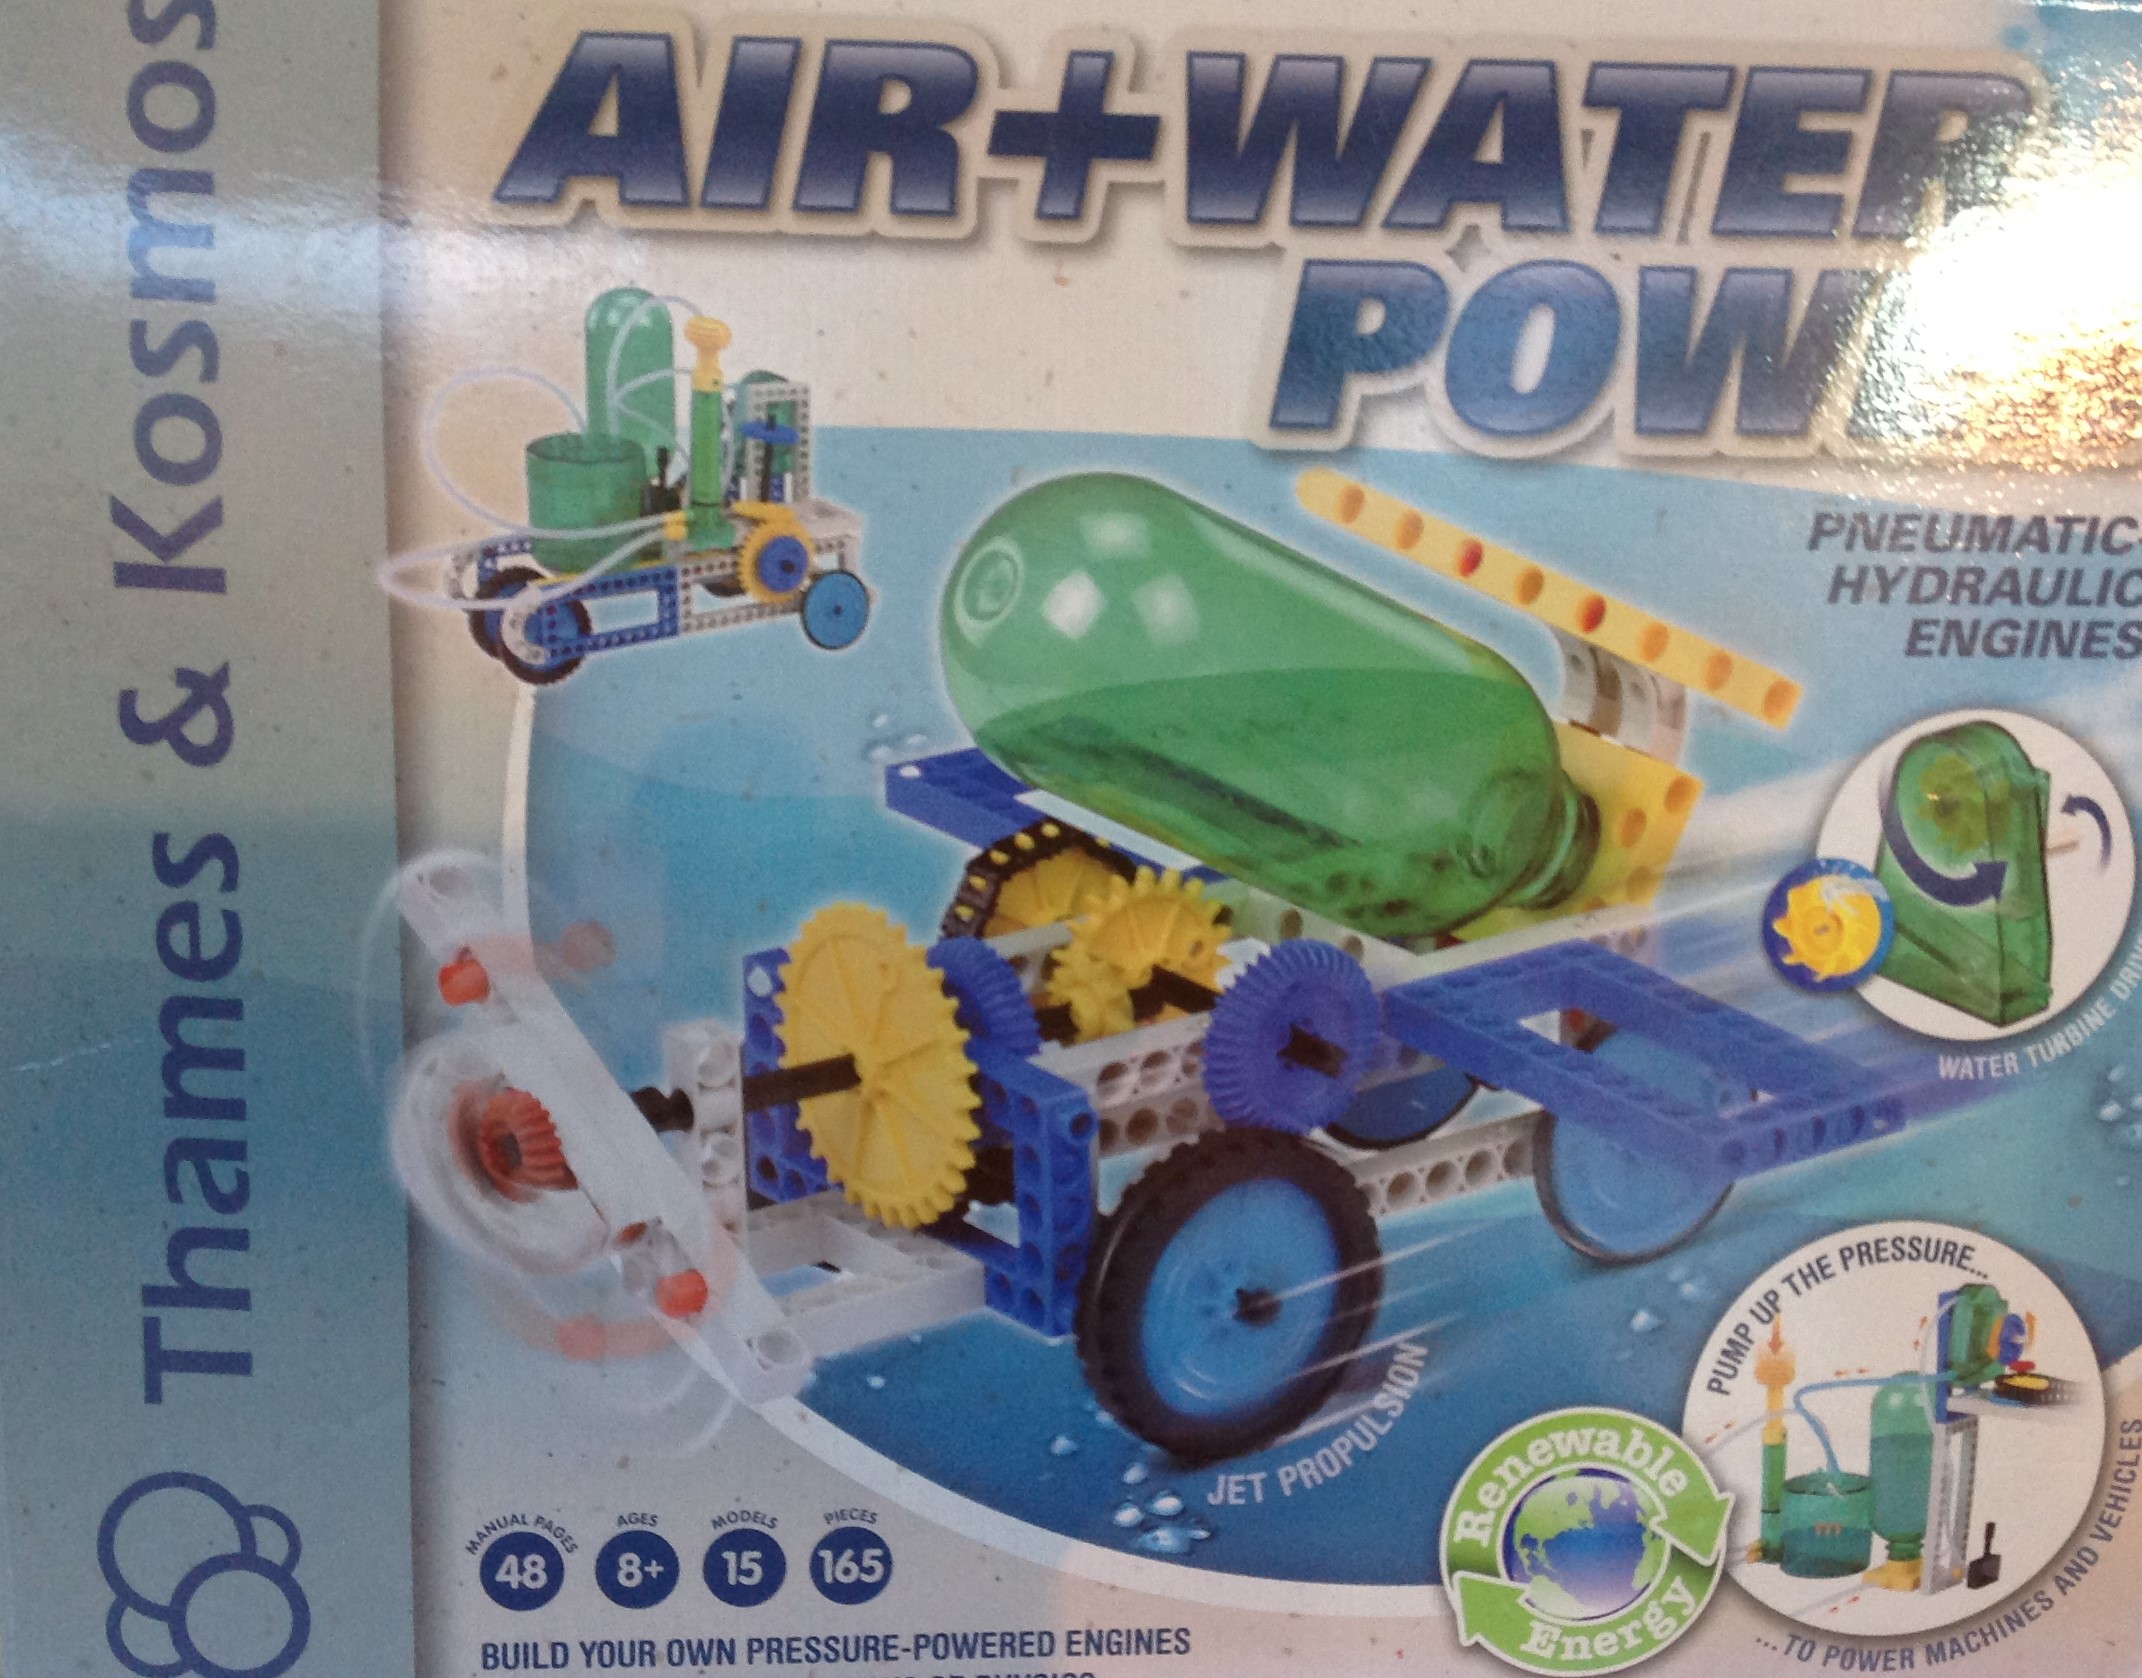 Thames & Kosmos
AIR+WATER
POW
PNEUMATIC-
HYDRAULIC
ENGINES
WATER TURBINE
JET PROPULSION
PUMP UP THE PRESSURE...
...TO POWER MACHINES AND VEHICLES
Renewable
Energy
MANUAL PAGES
48
AGES
8+
MODELS
15
PIECES
165
BUILD YOUR OWN PRESSURE-POWERED ENGINES